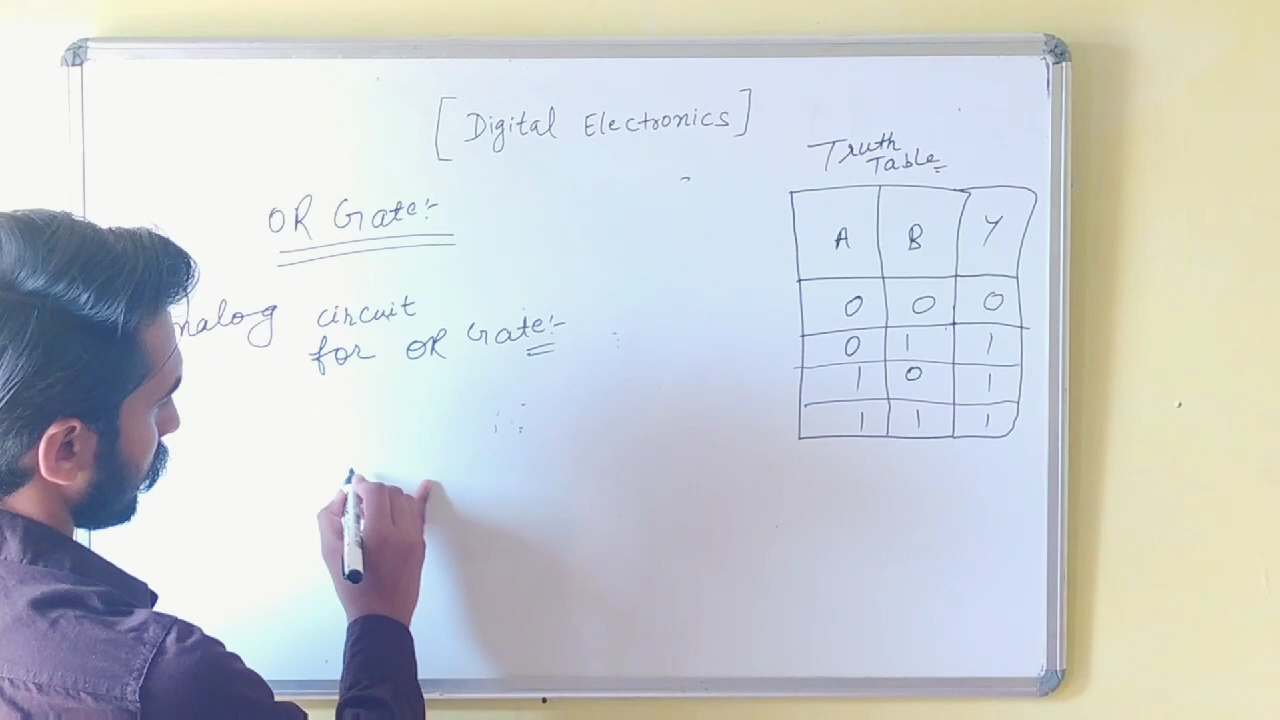 [Digital Electronics]
OR Gate:-
nalog circuit
for OR Gate:-
Truth
Table
A B Y
0 0 0
0 1 1
1 0 1
1 1 1